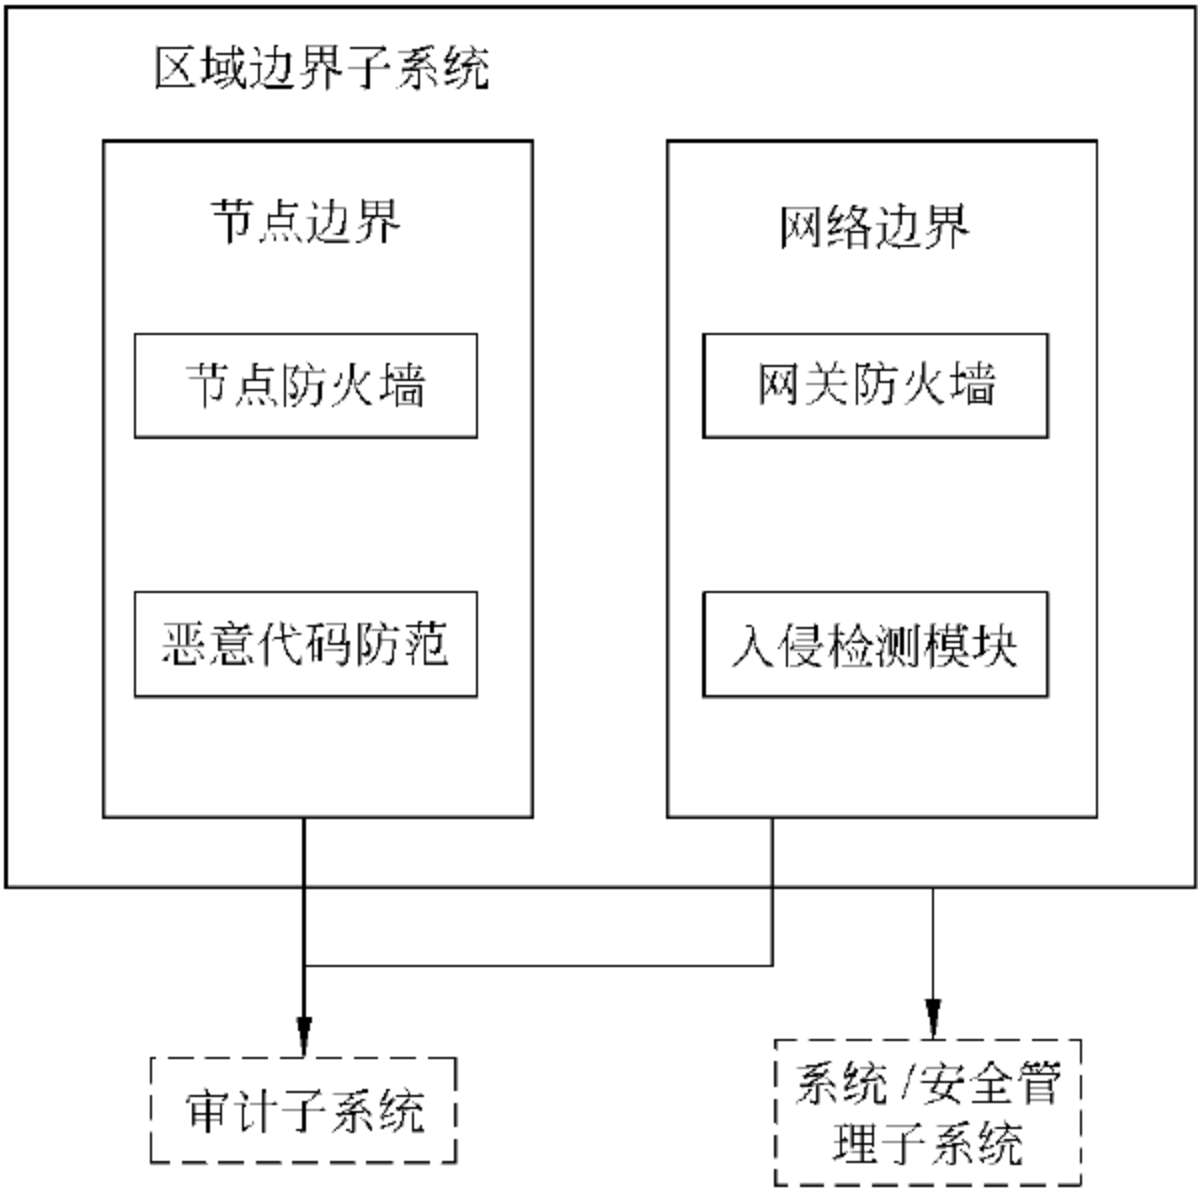 区域边界子系统
节点边界
网络边界
节点防火墙
网关防火墙
恶意代码防范
入侵检测模块
审计子系统
系统/安全管
理子系统